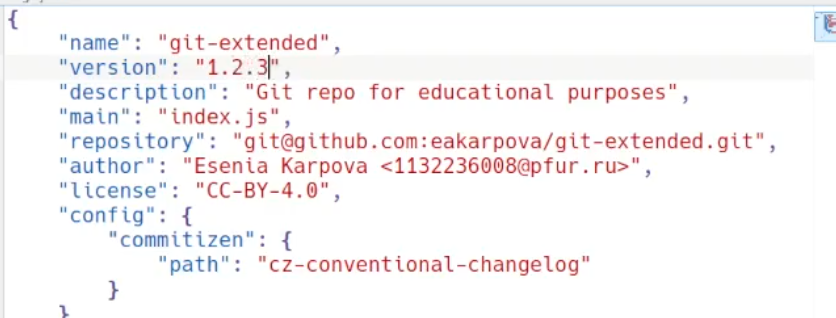 {
"name": "git-extended",
"version": "1.2.3",
"description": "Git repo for educational purposes",
"main": "index.js",
"repository": "git@github.com:eakarpova/git-extended.git",
"author": "Esenia Karpova <1132236008@pfur.ru>",
"license": "CC-BY-4.0",
"config": {
"commitizen": {
"path": "cz-conventional-changelog"
}
}